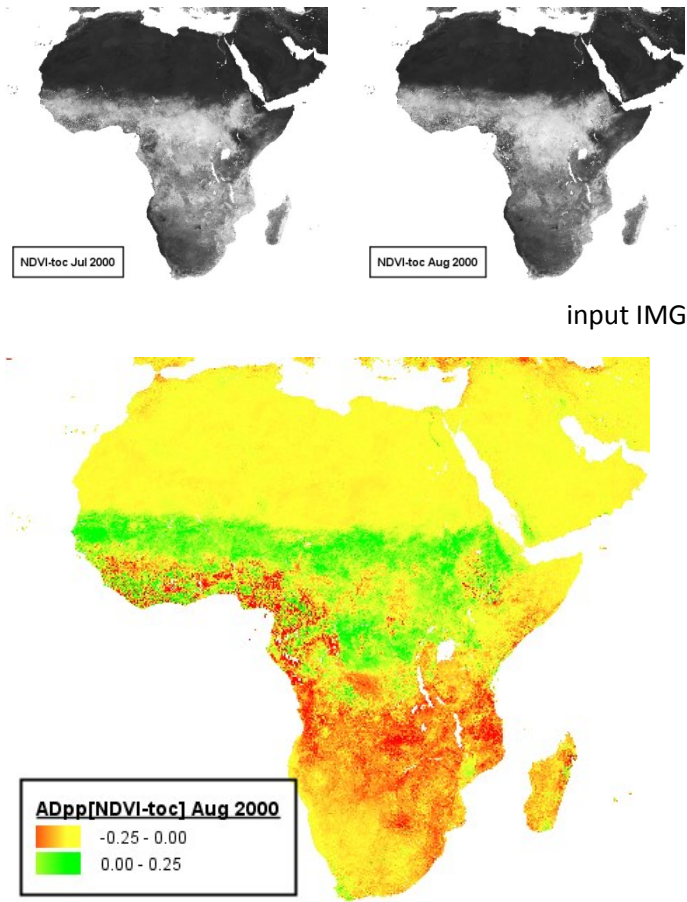 NDVI-toc Jul 2000
NDVI-toc Aug 2000
input IMG
ADpp[NDVI-toc] Aug 2000
-0.25 - 0.00
0.00 - 0.25